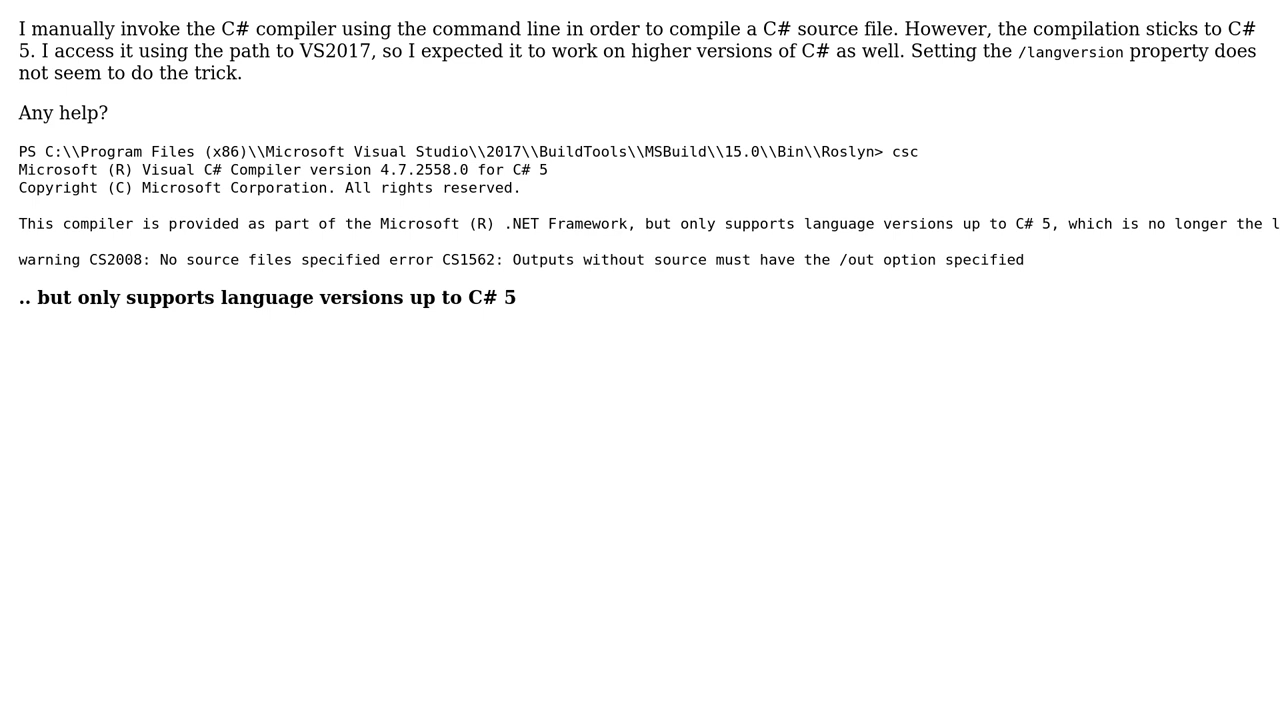 I manually invoke the C# compiler using the command line in order to compile a C# source file. However, the compilation sticks to C#
5. I access it using the path to VS2017, so I expected it to work on higher versions of C# as well. Setting the /langversion property does
not seem to do the trick.
Any help?
PS C:\\Program Files (x86)\\Microsoft Visual Studio\\2017\\BuildTools\\MSBuild\\15.0\\Bin\\Roslyn> csc
Microsoft (R) Visual C# Compiler version 4.7.2558.0 for C# 5
Copyright (C) Microsoft Corporation. All rights reserved.
This compiler is provided as part of the Microsoft (R) .NET Framework, but only supports language versions up to C# 5, which is no longer the l
warning CS2008: No source files specified error CS1562: Outputs without source must have the /out option specified
.. but only supports language versions up to C# 5